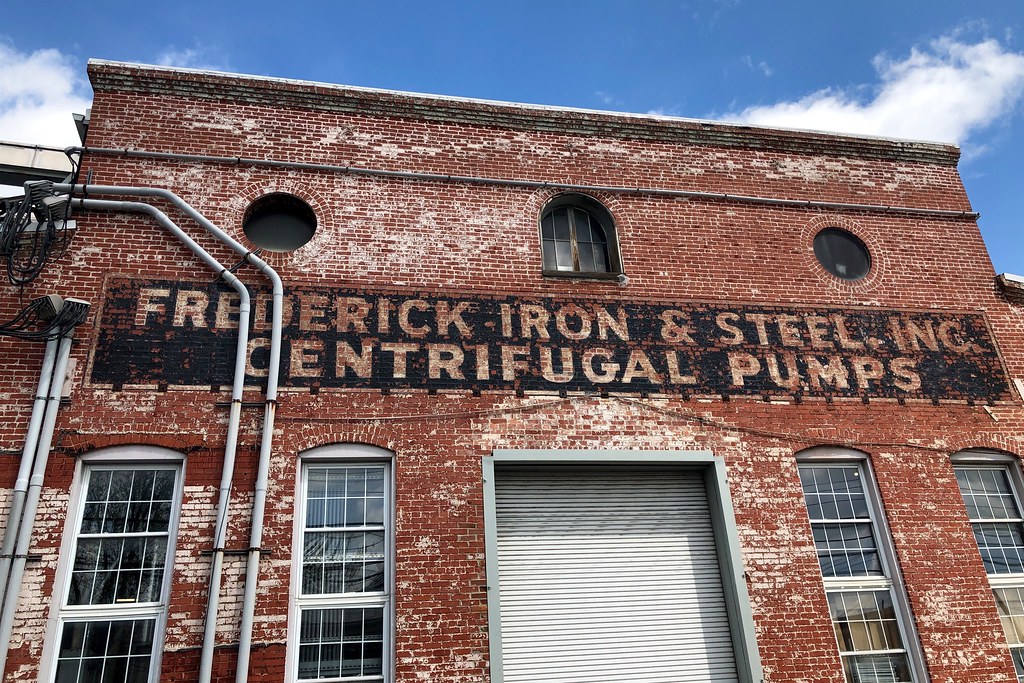 FREDERICK IRON & STEEL, INC.
CENTRIFUGAL PUMPS